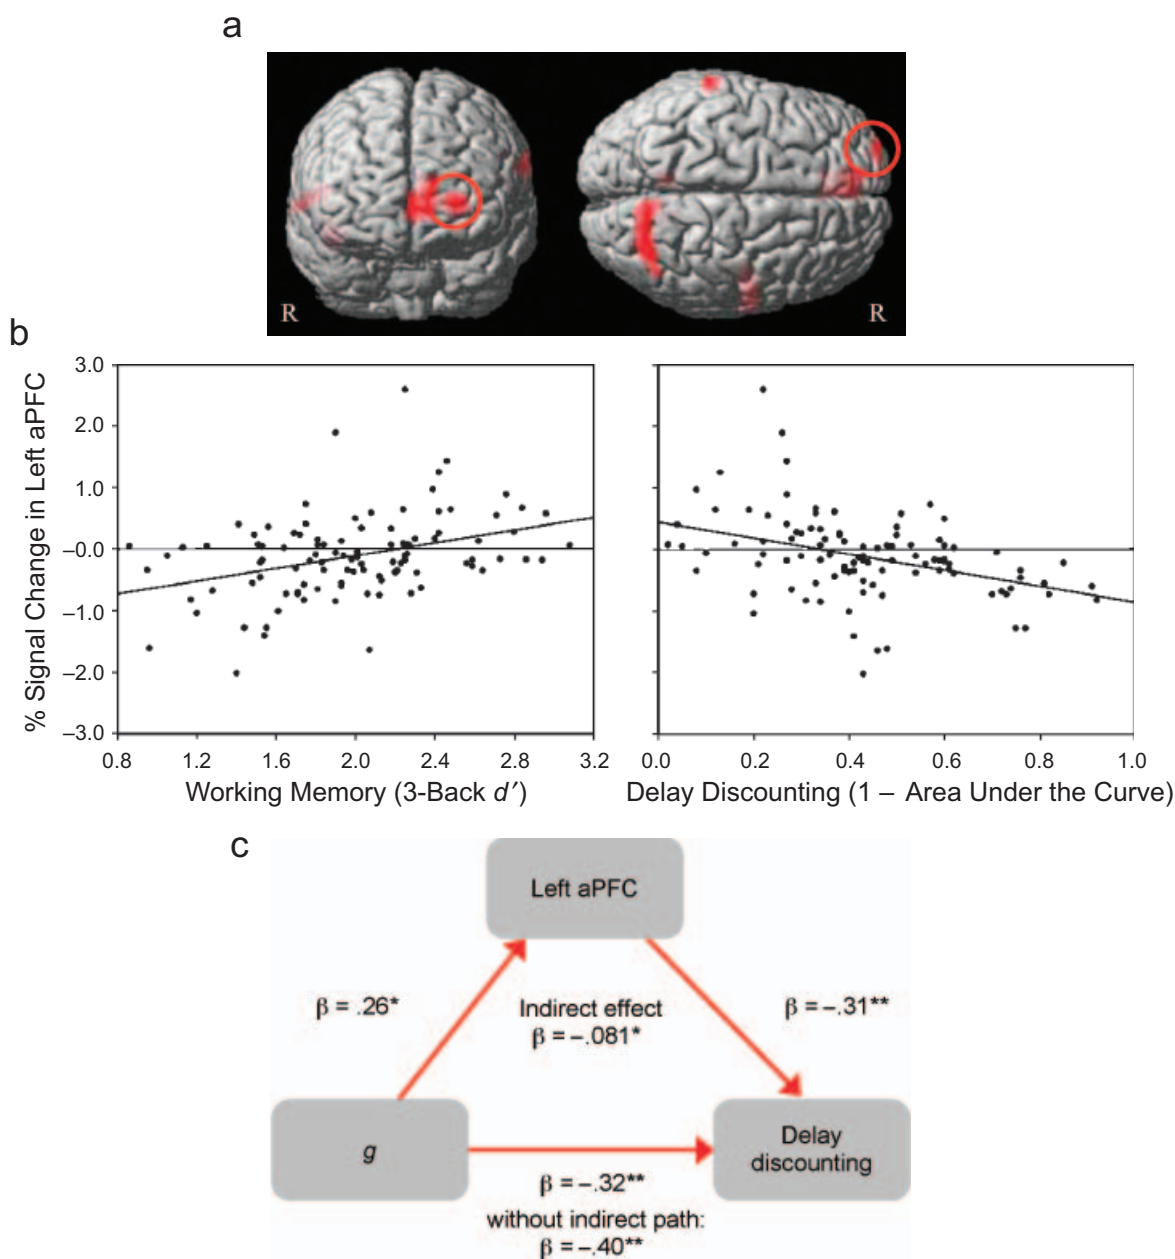 a
R
R
b
% Signal Change in Left aPFC
3.0
2.0
1.0
–0.0
–1.0
–2.0
–3.0
0.8 1.2 1.6 2.0 2.4 2.8 3.2
Working Memory (3-Back d′)
0.0 0.2 0.4 0.6 0.8 1.0
Delay Discounting (1 – Area Under the Curve)
c
Left aPFC
β = .26*
Indirect effect
β = –.081*
β = –.31**
g
Delay
discounting
β = –.32**
without indirect path:
β = –.40**